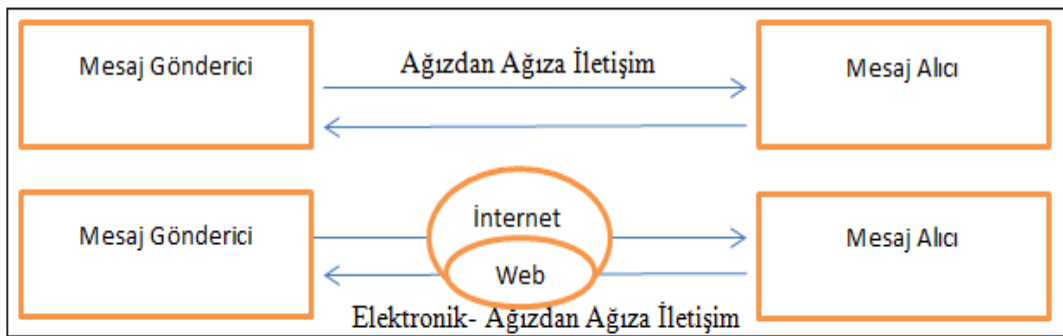 Mesaj Gönderici
Ağızdan Ağıza İletişim
Mesaj Alıcı
Mesaj Gönderici
İnternet
Web
Mesaj Alıcı
Elektronik- Ağızdan Ağıza İletişim